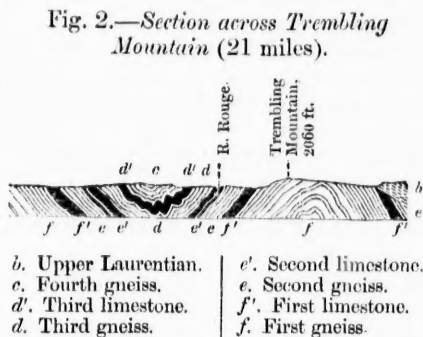 Fig. 2.—Section across Trembling
Mountain (21 miles).
R. Rouge.
Trembling
Mountain,
2060 ft.
d' c d' d
b
e
f f' e e' d e' e f' f f'
b. Upper Laurentian.
c. Fourth gneiss.
d'. Third limestone.
d. Third gneiss.
e'. Second limestone.
e. Second gneiss.
f'. First limestone.
f. First gneiss.